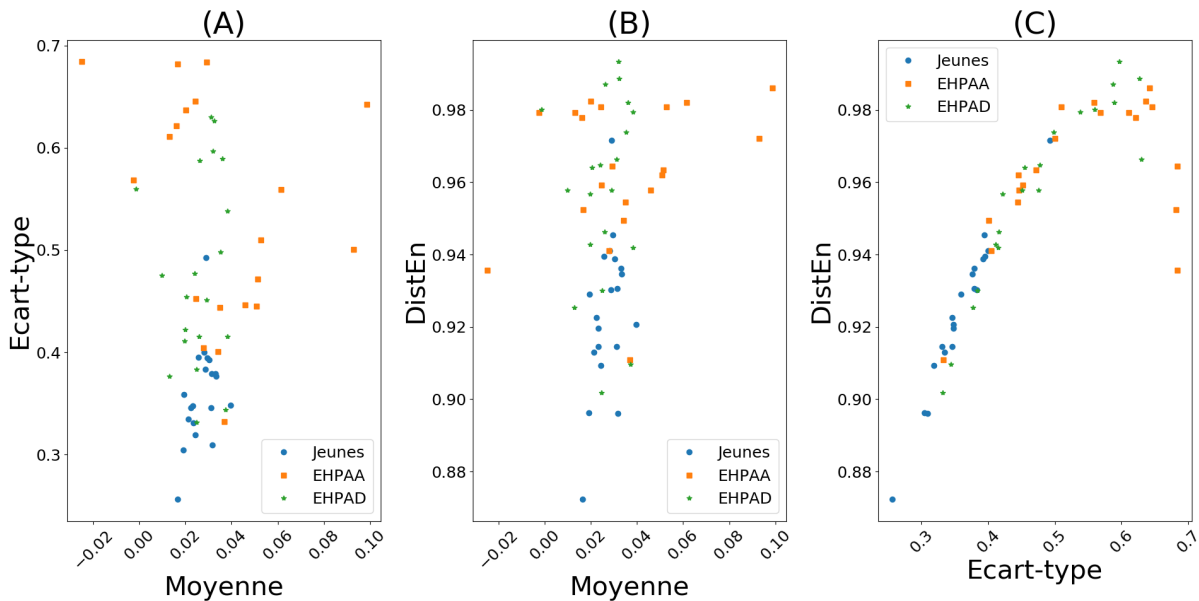 (A)
Ecart-type
0.7
0.6
0.5
0.4
0.3
−0.02
0.00
0.02
0.04
0.06
0.08
0.10
Moyenne
Jeunes
EHPAA
EHPAD
(B)
DistEn
0.98
0.96
0.94
0.92
0.90
0.88
−0.02
0.00
0.02
0.04
0.06
0.08
0.10
Moyenne
Jeunes
EHPAA
EHPAD
(C)
DistEn
Jeunes
EHPAA
EHPAD
0.98
0.96
0.94
0.92
0.90
0.88
0.3
0.4
0.5
0.6
0.7
Ecart-type